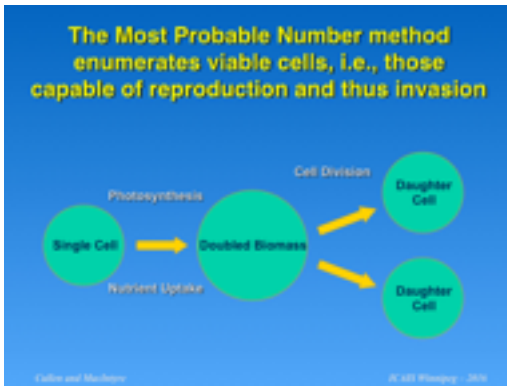 The Most Probable Number method
enumerates viable cells, i.e., those
capable of reproduction and thus invasion
Cell Division
Photosynthesis
Daughter
Cell
Single Cell
Doubled Biomass
Nutrient Uptake
Daughter
Cell
Cullen and MacIntyre
ICAIS Winnipeg - 2016